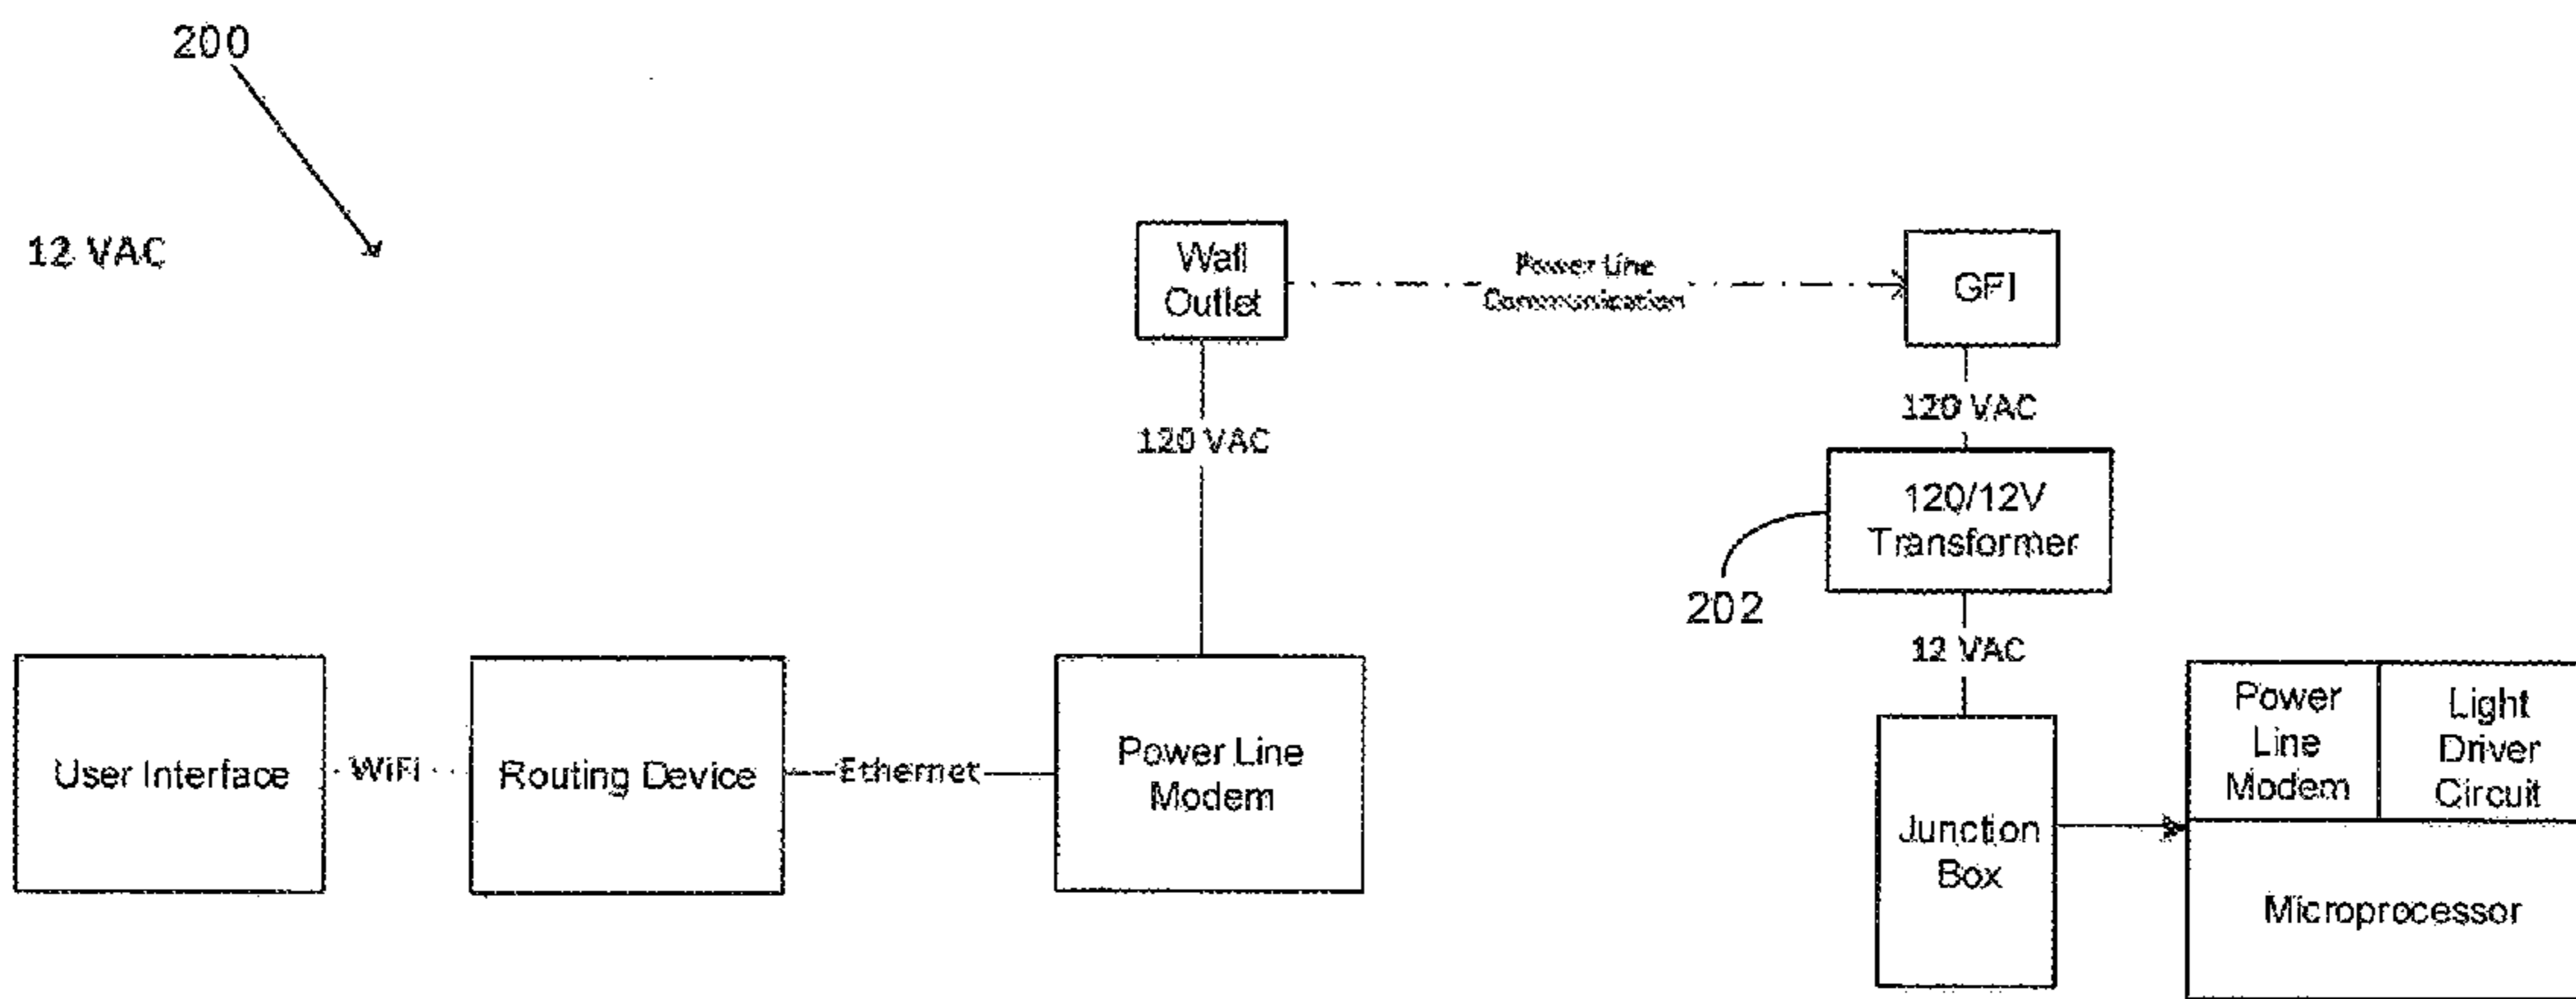 200
12 VAC
Wall
Outlet
Power Line
Communication
GFI
120 VAC
120 VAC
120/12V
Transformer
202
12 VAC
User Interface
WiFi
Routing Device
Ethernet
Power Line
Modem
Junction
Box
Power
Line
Modem
Light
Driver
Circuit
Microprocessor